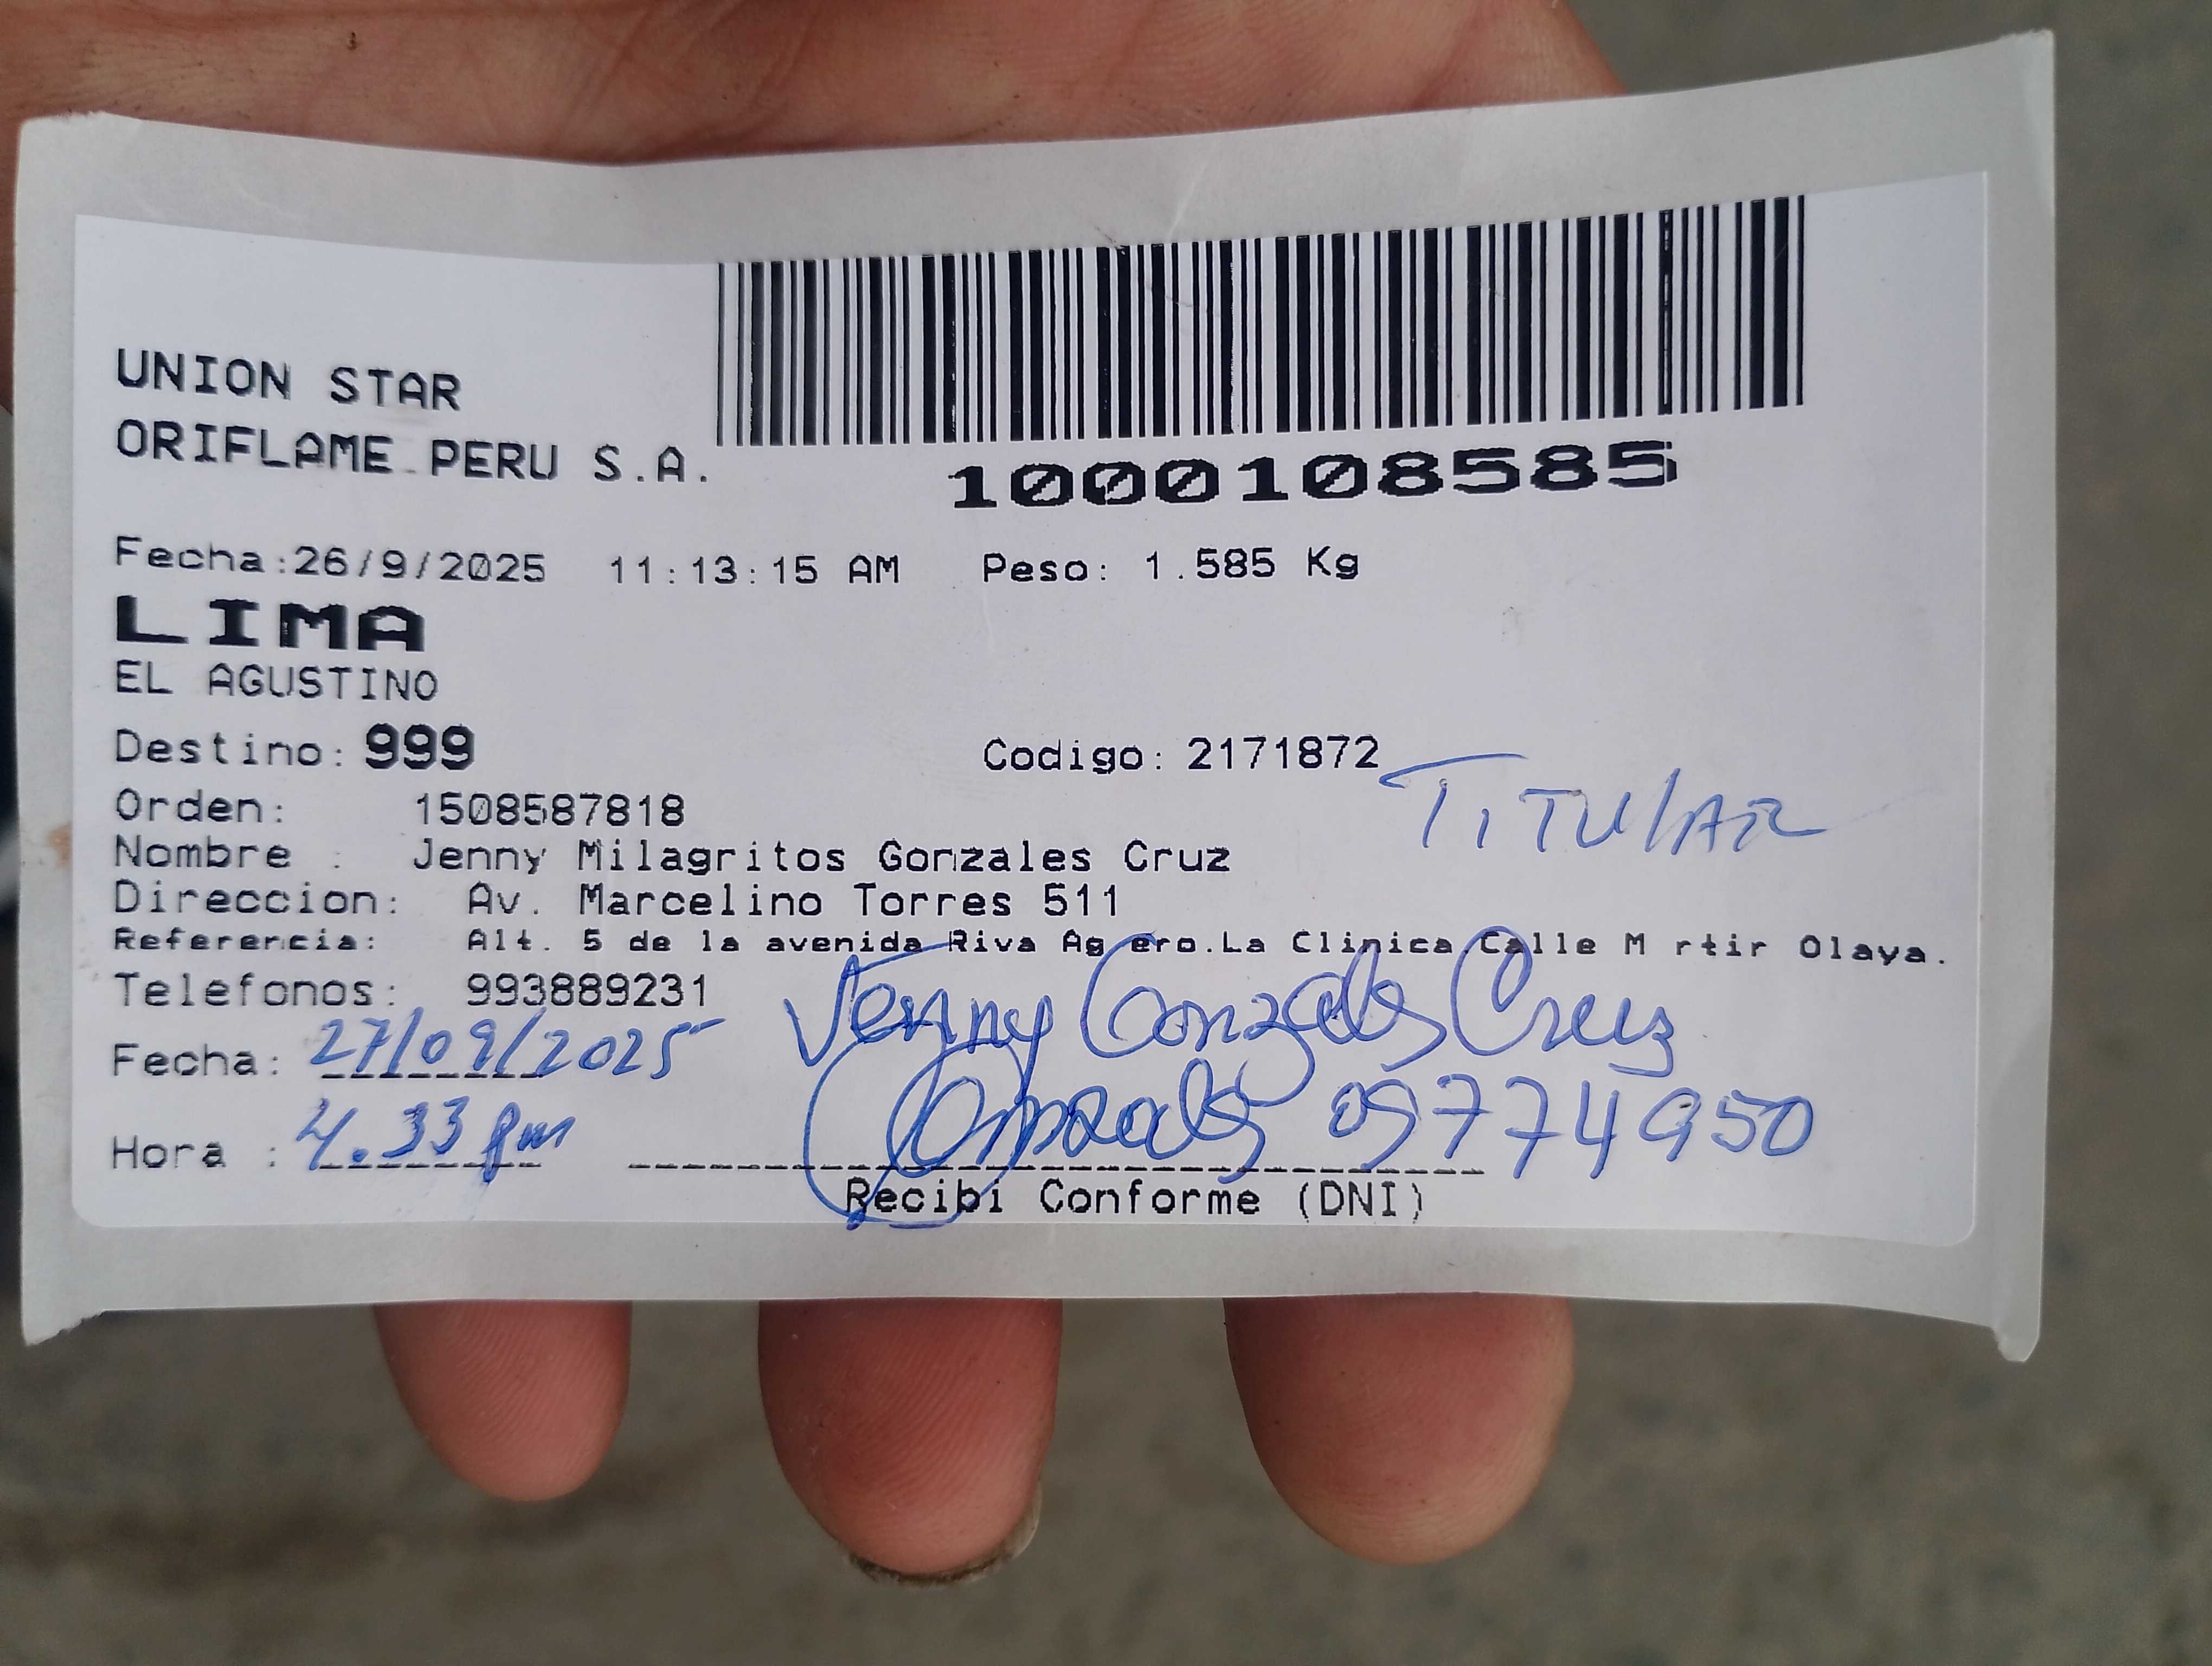 UNION STAR
ORIFLAME PERU S.A.
1000108585
Fecha:26/9/2025 11:13:15 AM Peso: 1.585 Kg
LIMA
EL AGUSTINO
Destino: 999 Codigo: 2171872
TITULAR
Orden: 1508587818
Nombre : Jenny Milagritos Gonzales Cruz
Direccion: Av. Marcelino Torres 511
Referencia: Alt. 5 de la avenida Riva Ag ero.La Clinica Calle M rtir Olaya.
Telefonos: 993889231
Jenny Gonzales Cruz
Fecha: 27/09/2025
Gonzales 09774950
Hora : 4.33 pm
Recibi Conforme (DNI)